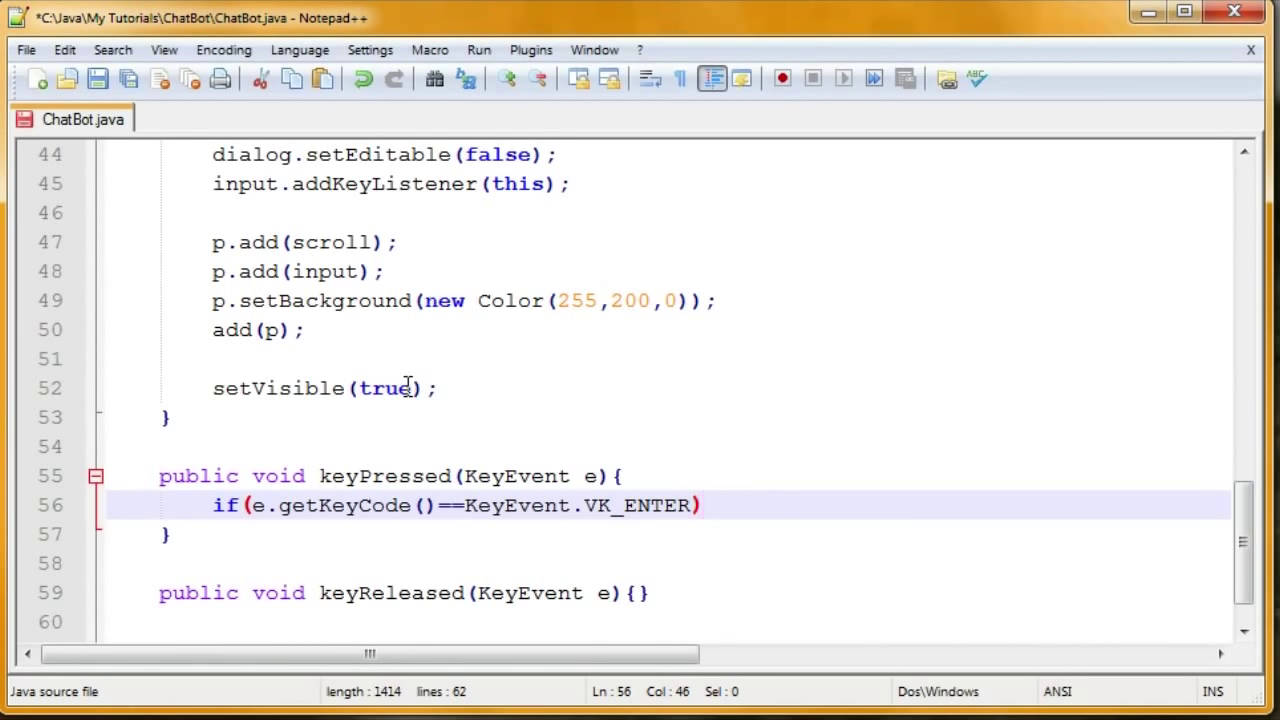 *C:\Java\My Tutorials\ChatBot\ChatBot.java - Notepad++
File Edit Search View Encoding Language Settings Macro Run Plugins Window ? X
ABC
ChatBot.java
44 dialog.setEditable(false);
45 input.addKeyListener(this);
46
47 p.add(scroll);
48 p.add(input);
49 p.setBackground(new Color(255,200,0));
50 add(p);
51
52 setVisible(true);
53 }
54
55 public void keyPressed(KeyEvent e){
56 if(e.getKeyCode()==KeyEvent.VK_ENTER)
57 }
58
59 public void keyReleased(KeyEvent e){}
60
Java source file length : 1414 lines : 62 Ln : 56 Col : 46 Sel : 0 Dos\Windows ANSI INS